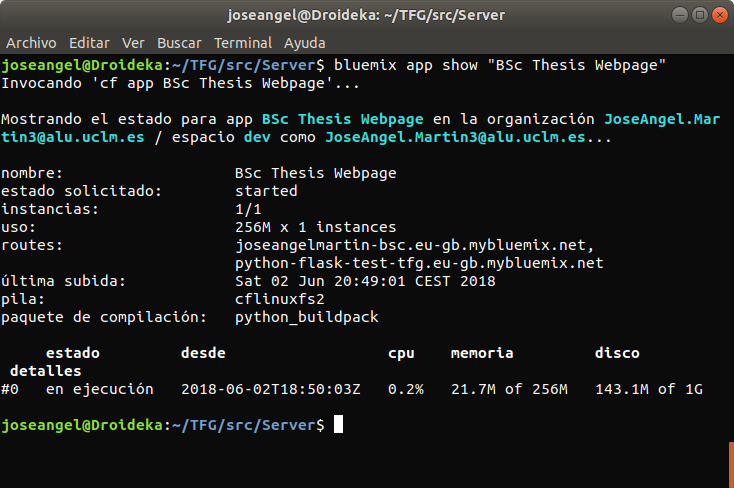 joseangel@Droideka: ~/TFG/src/Server
Archivo Editar Ver Buscar Terminal Ayuda
joseangel@Droideka:~/TFG/src/Server$ bluemix app show "BSc Thesis Webpage"
Invocando 'cf app BSc Thesis Webpage'...

Mostrando el estado para app BSc Thesis Webpage en la organización JoseAngel.Mar
tin3@alu.uclm.es / espacio dev como JoseAngel.Martin3@alu.uclm.es...

nombre: BSc Thesis Webpage
estado solicitado: started
instancias: 1/1
uso: 256M x 1 instances
routes: joseangelmartin-bsc.eu-gb.mybluemix.net,
python-flask-test-tfg.eu-gb.mybluemix.net
última subida: Sat 02 Jun 20:49:01 CEST 2018
pila: cflinuxfs2
paquete de compilación: python_buildpack

estado desde cpu memoria disco
detalles
#0 en ejecución 2018-06-02T18:50:03Z 0.2% 21.7M of 256M 143.1M of 1G

joseangel@Droideka:~/TFG/src/Server$